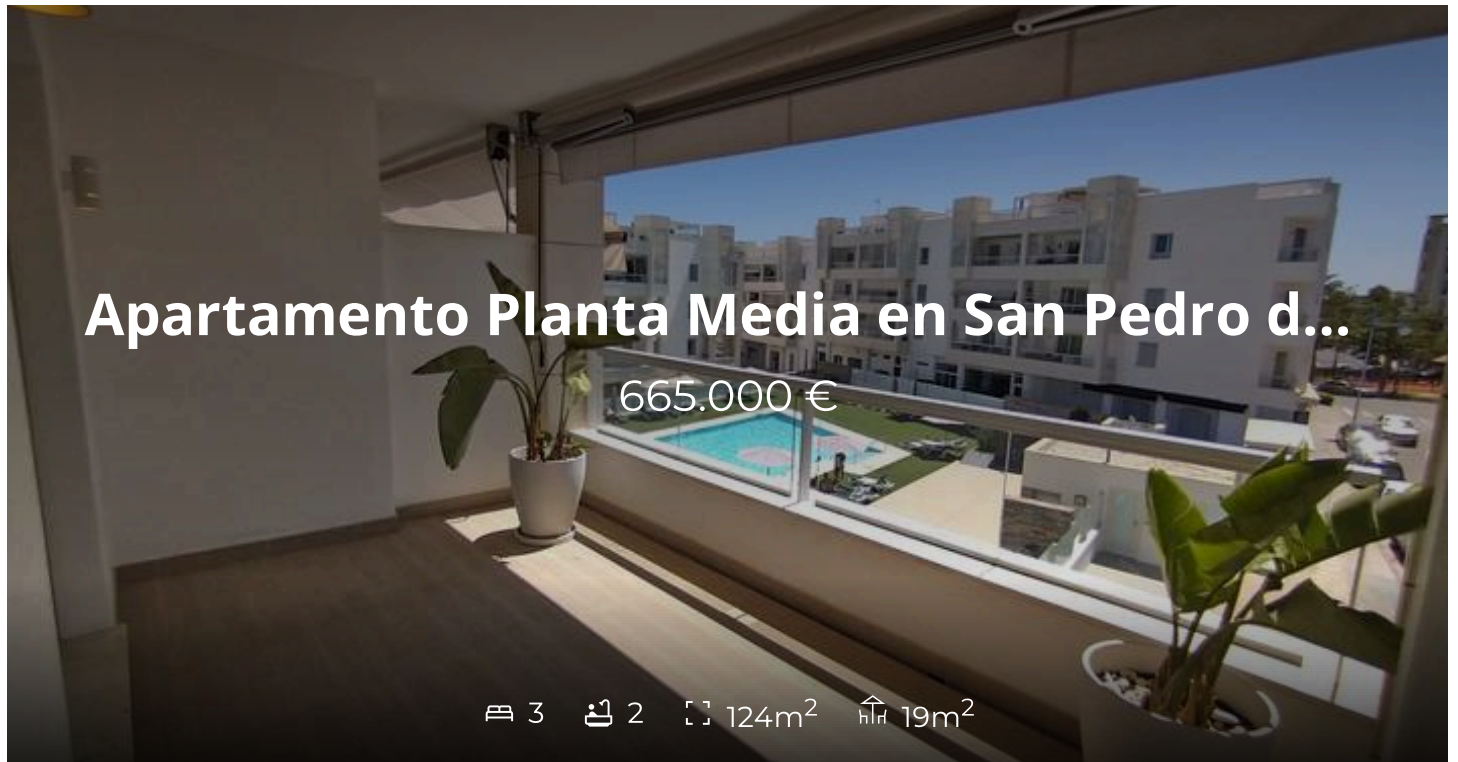 Apartamento Planta Media en San Pedro d...
665.000 €
3 2 124m² 19m²